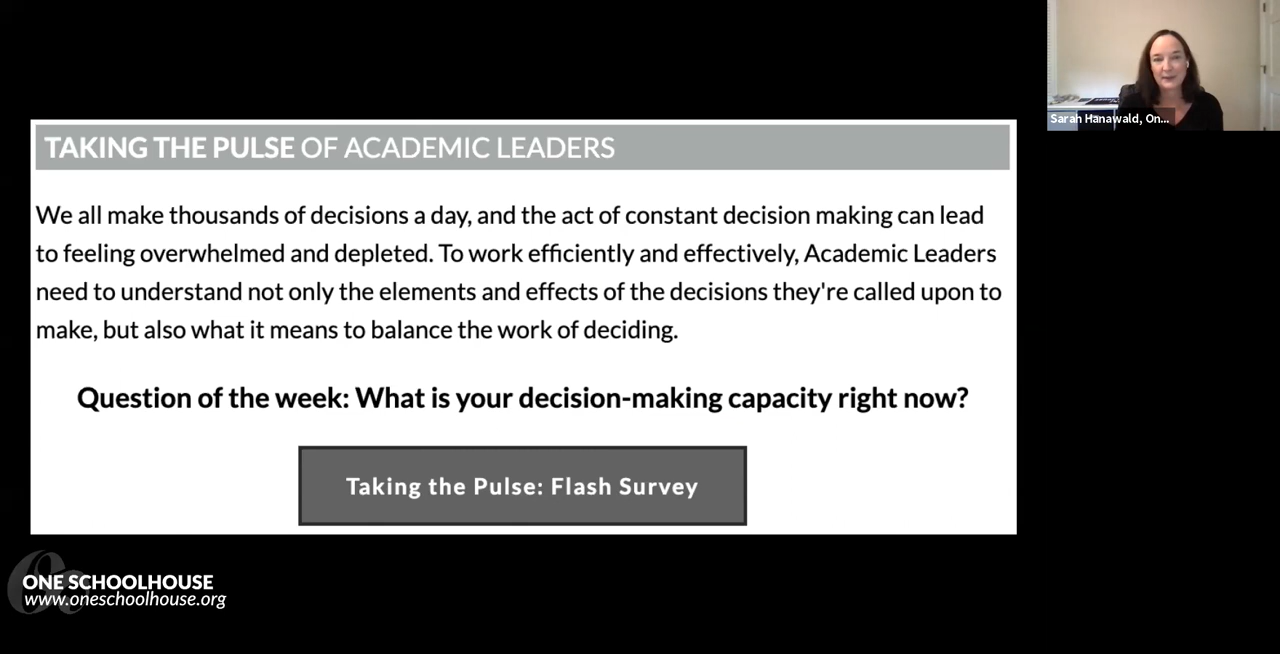 Sarah Hanawald, On...
TAKING THE PULSE OF ACADEMIC LEADERS
We all make thousands of decisions a day, and the act of constant decision making can lead
to feeling overwhelmed and depleted. To work efficiently and effectively, Academic Leaders
need to understand not only the elements and effects of the decisions they're called upon to
make, but also what it means to balance the work of deciding.
Question of the week: What is your decision-making capacity right now?
Taking the Pulse: Flash Survey
ONE SCHOOLHOUSE
www.oneschoolhouse.org